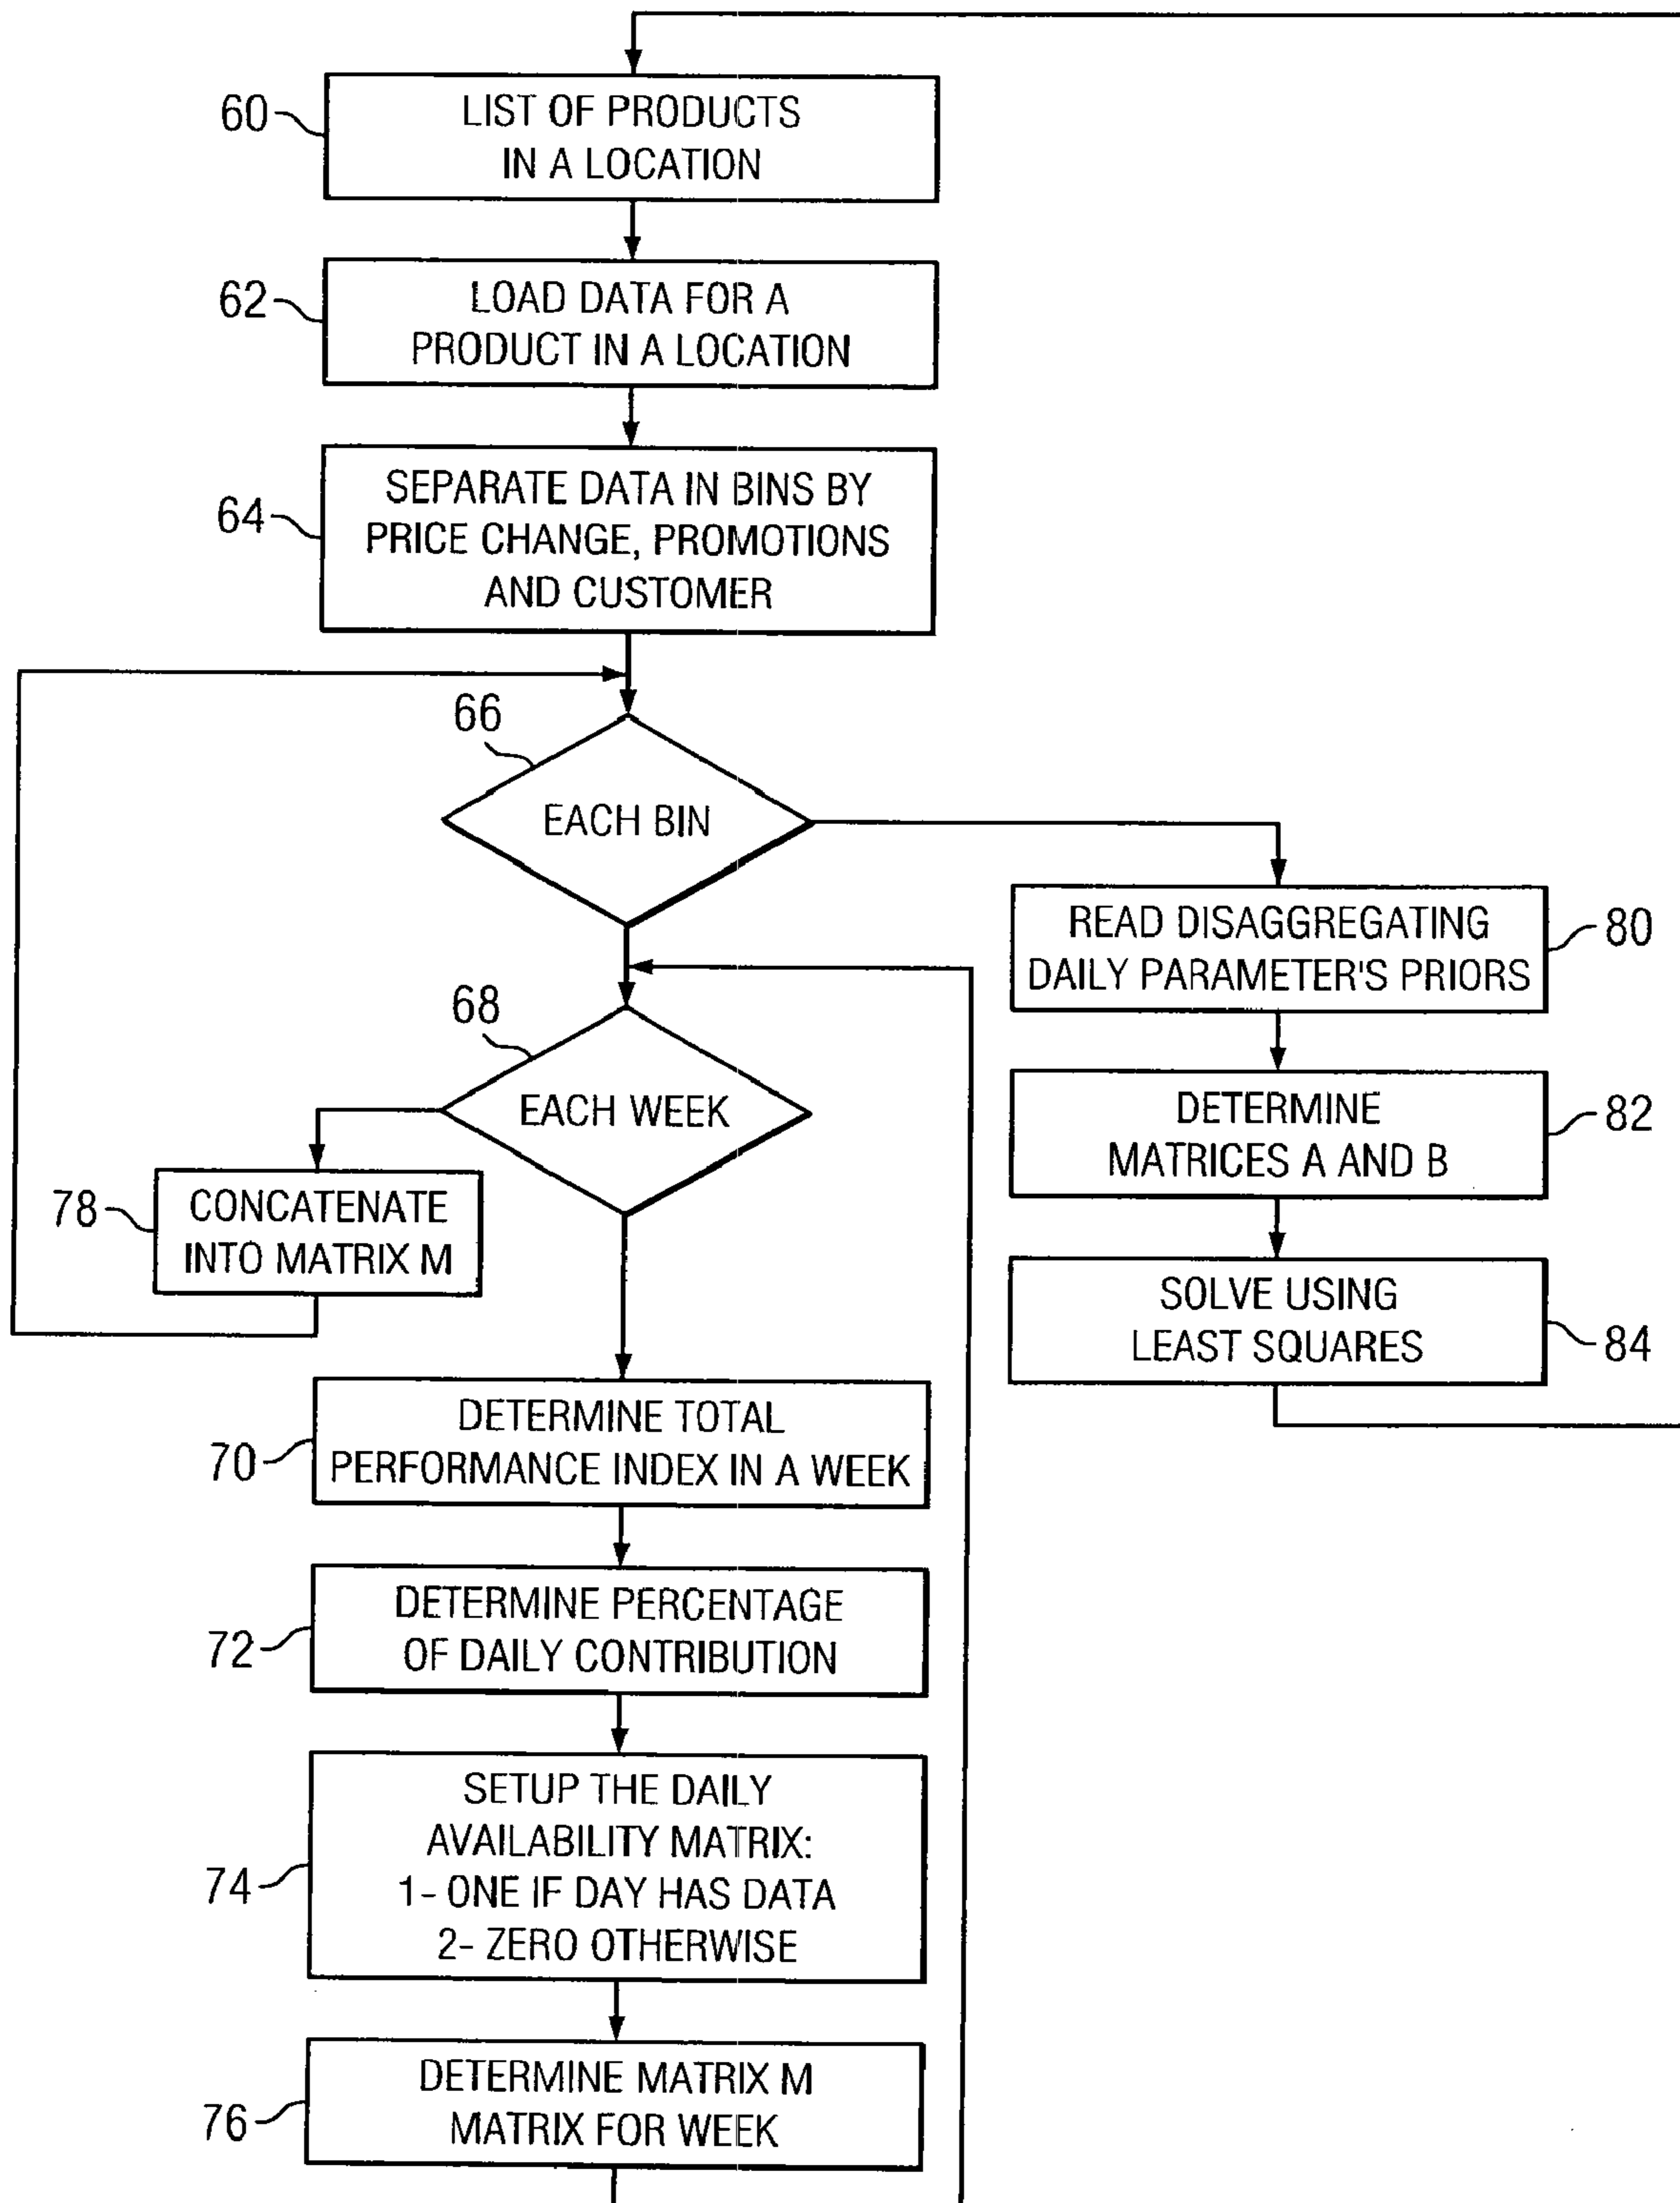 60
LIST OF PRODUCTS
IN A LOCATION
62
LOAD DATA FOR A
PRODUCT IN A LOCATION
64
SEPARATE DATA IN BINS BY
PRICE CHANGE, PROMOTIONS
AND CUSTOMER
66
EACH BIN
68
EACH WEEK
78
CONCATENATE
INTO MATRIX M
70
DETERMINE TOTAL
PERFORMANCE INDEX IN A WEEK
72
DETERMINE PERCENTAGE
OF DAILY CONTRIBUTION
74
SETUP THE DAILY
AVAILABILITY MATRIX:
1- ONE IF DAY HAS DATA
2- ZERO OTHERWISE
76
DETERMINE MATRIX M
MATRIX FOR WEEK
READ DISAGGREGATING
DAILY PARAMETER'S PRIORS
80
DETERMINE
MATRICES A AND B
82
SOLVE USING
LEAST SQUARES
84